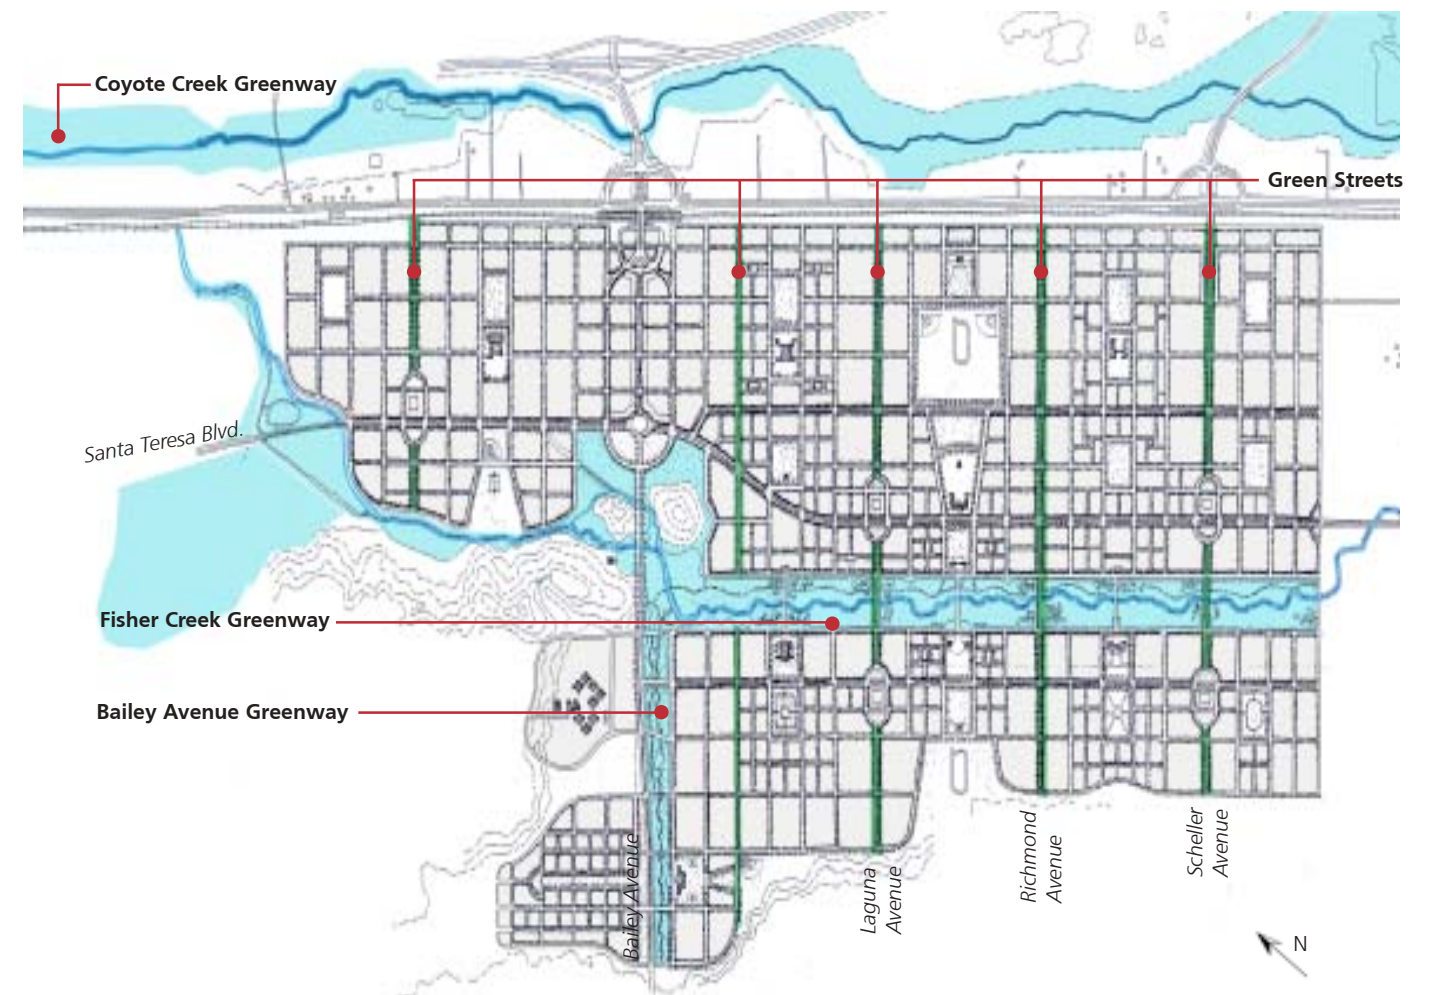 Coyote Creek Greenway
Green Streets
Santa Teresa Blvd.
Fisher Creek Greenway
Bailey Avenue Greenway
Bailey Avenue
Laguna
Avenue
Richmond
Avenue
Scheller
Avenue
N